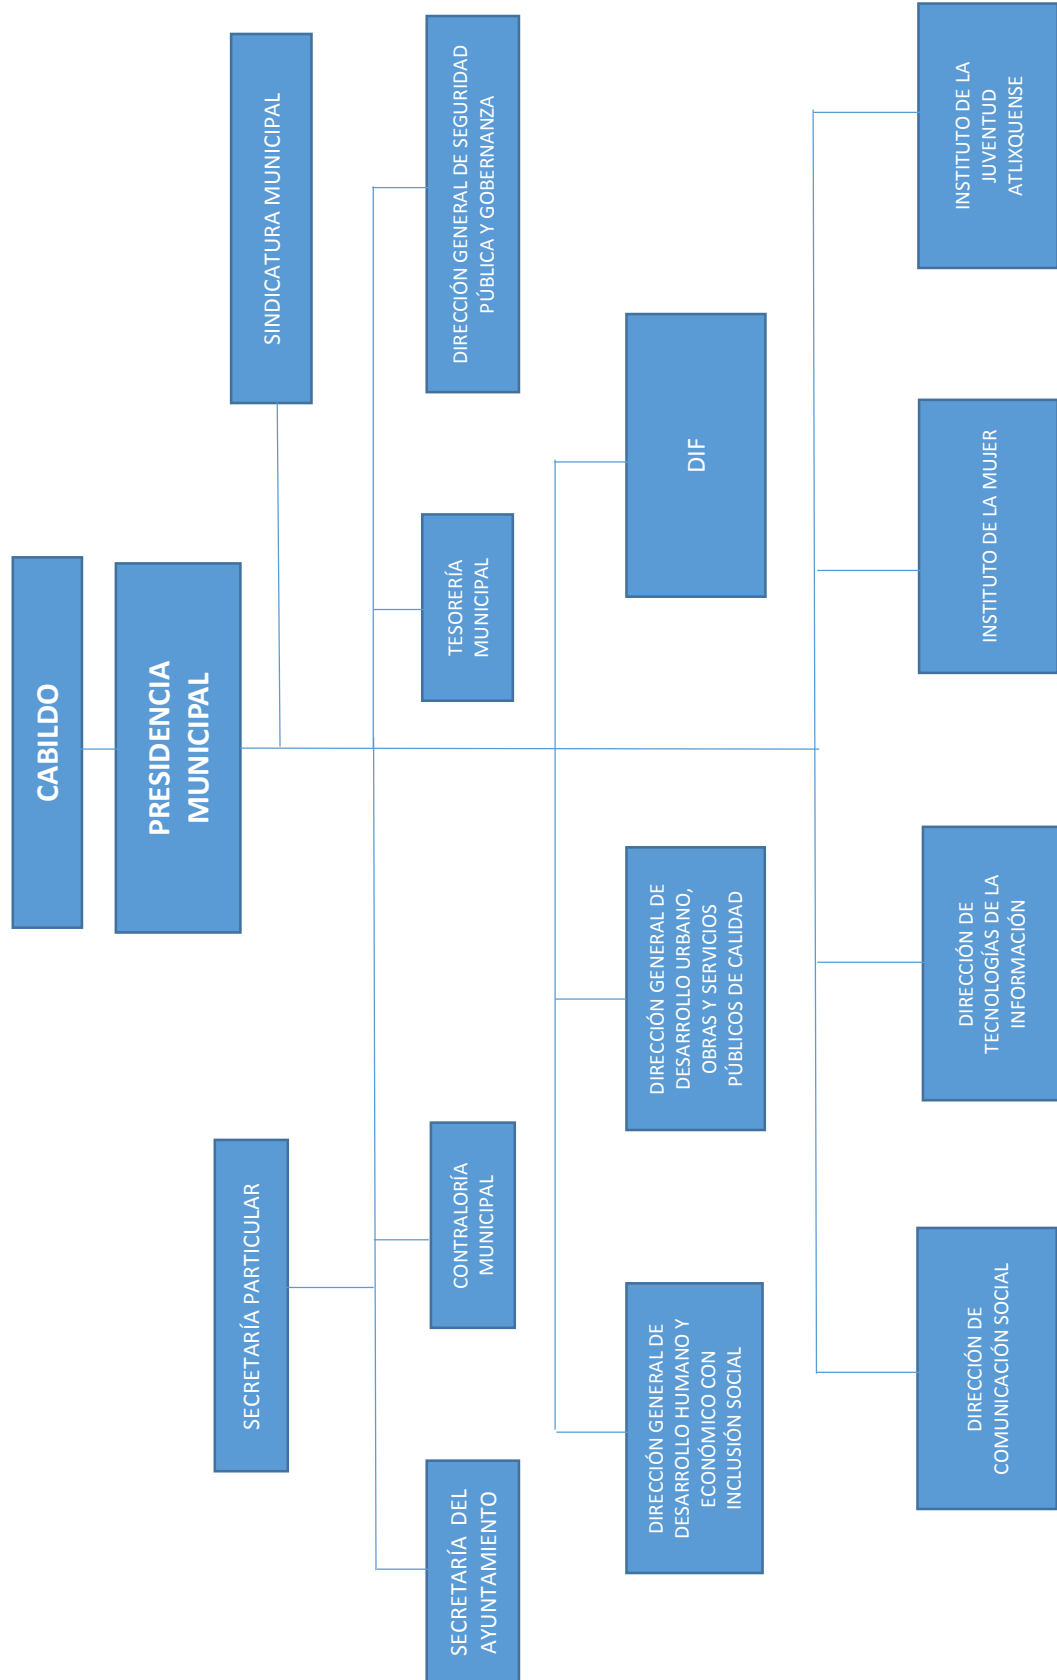 CABILDO
PRESIDENCIA
MUNICIPAL
SECRETARÍA PARTICULAR
SINDICATURA MUNICIPAL
SECRETARÍA  DEL
AYUNTAMIENTO
CONTRALORÍA
MUNICIPAL
TESORERÍA
MUNICIPAL
DIRECCIÓN GENERAL DE SEGURIDAD
PÚBLICA Y GOBERNANZA
DIRECCIÓN GENERAL DE
DESARROLLO HUMANO Y
ECONÓMICO CON
INCLUSIÓN SOCIAL
DIRECCIÓN GENERAL DE
DESARROLLO URBANO,
OBRAS Y SERVICIOS
PÚBLICOS DE CALIDAD
DIF
DIRECCIÓN DE
COMUNICACIÓN SOCIAL
DIRECCIÓN DE
TECNOLOGÍAS DE LA
INFORMACIÓN
INSTITUTO DE LA MUJER
INSTITUTO DE LA
JUVENTUD
ATLIXQUENSE